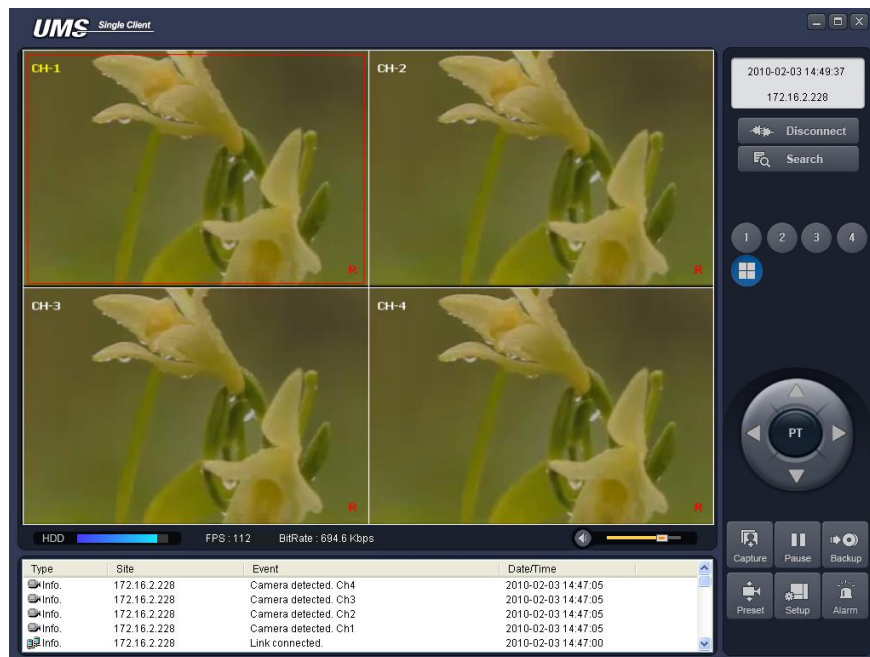 UMS Single Client
CH-1
CH-2
R
R
CH-3
CH-4
R
R
HDD
FPS : 112
BitRate : 694.6 Kbps
Type Site Event Date/Time
Info. 172.16.2.228 Camera detected. Ch4 2010-02-03 14:47:05
Info. 172.16.2.228 Camera detected. Ch3 2010-02-03 14:47:05
Info. 172.16.2.228 Camera detected. Ch2 2010-02-03 14:47:05
Info. 172.16.2.228 Camera detected. Ch1 2010-02-03 14:47:05
Info. 172.16.2.228 Link connected. 2010-02-03 14:47:00
2010-02-03 14:49:37
172.16.2.228
Disconnect
Search
1 2 3 4
PT
Capture Pause Backup
Preset Setup Alarm